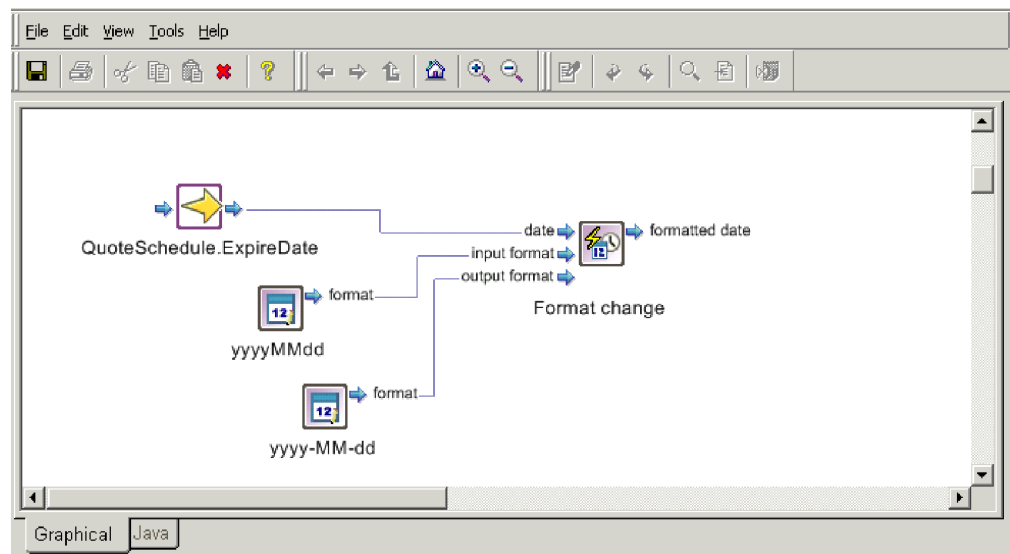 File Edit View Tools Help
QuoteSchedule.ExpireDate
date
formatted date
input format
output format
Format change
format
yyyyMMdd
format
yyyy-MM-dd
Graphical Java